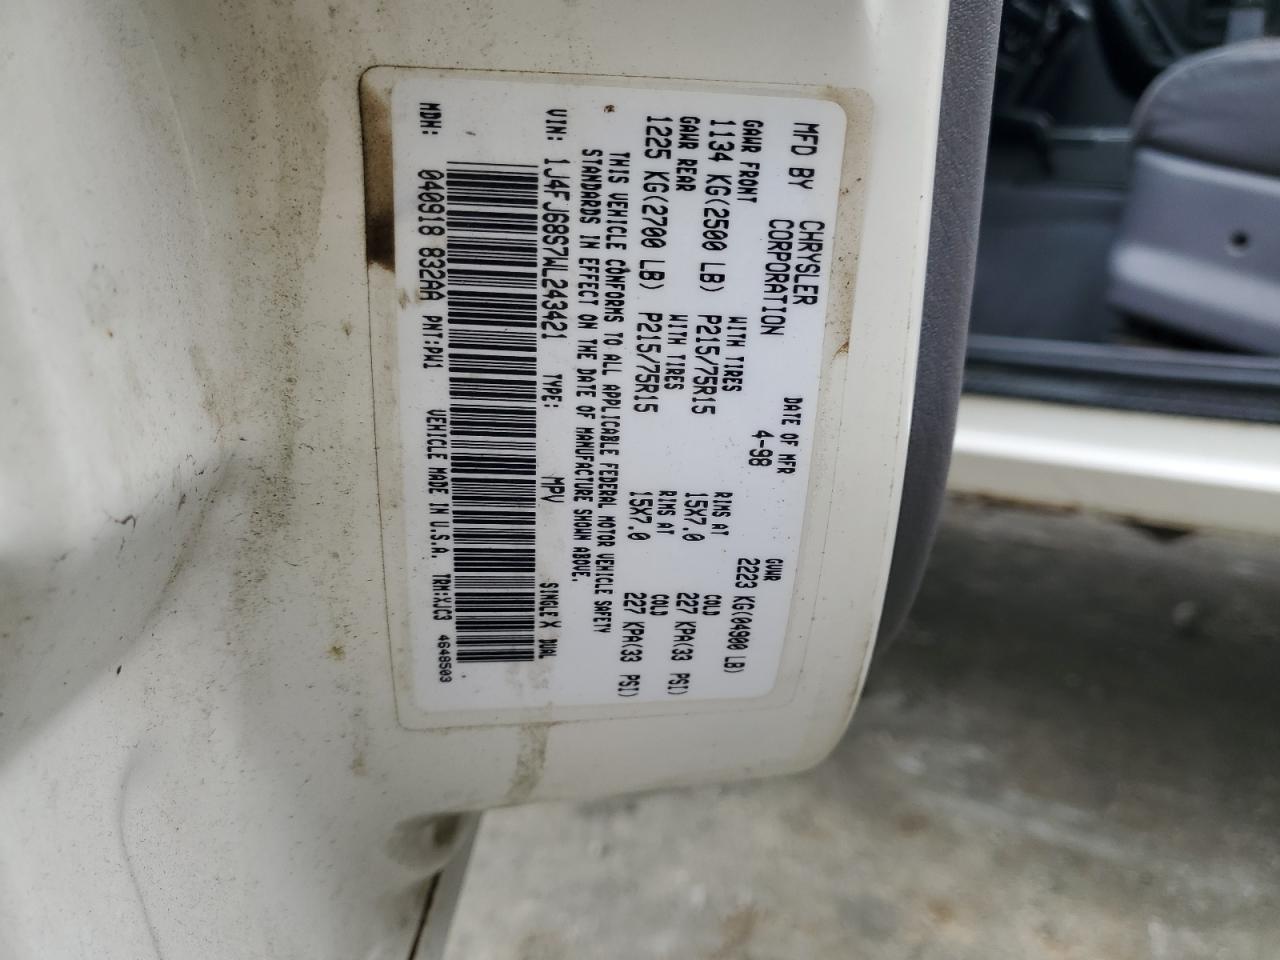 MFD BY CHRYSLER CORPORATION DATE OF MFR 4-98 GVWR 2223 KG(04900 LB)
GAWR FRONT WITH TIRES RIMS AT COLD
1134 KG(2500 LB) P215/75R15 15X7.0 227 KPA(33 PSI)
GAWR REAR WITH TIRES RIMS AT COLD
1225 KG(2700 LB) P215/75R15 15X7.0 227 KPA(33 PSI)
THIS VEHICLE CONFORMS TO ALL APPLICABLE FEDERAL MOTOR VEHICLE SAFETY
STANDARDS IN EFFECT ON THE DATE OF MANUFACTURE SHOWN ABOVE.
VIN: 1J4FJ68S7WL243421 TYPE: MPV SINGLE X DUAL
MDH: 040918 832AA PNT:PW1 VEHICLE MADE IN U.S.A. TRM:XJC3 4648503